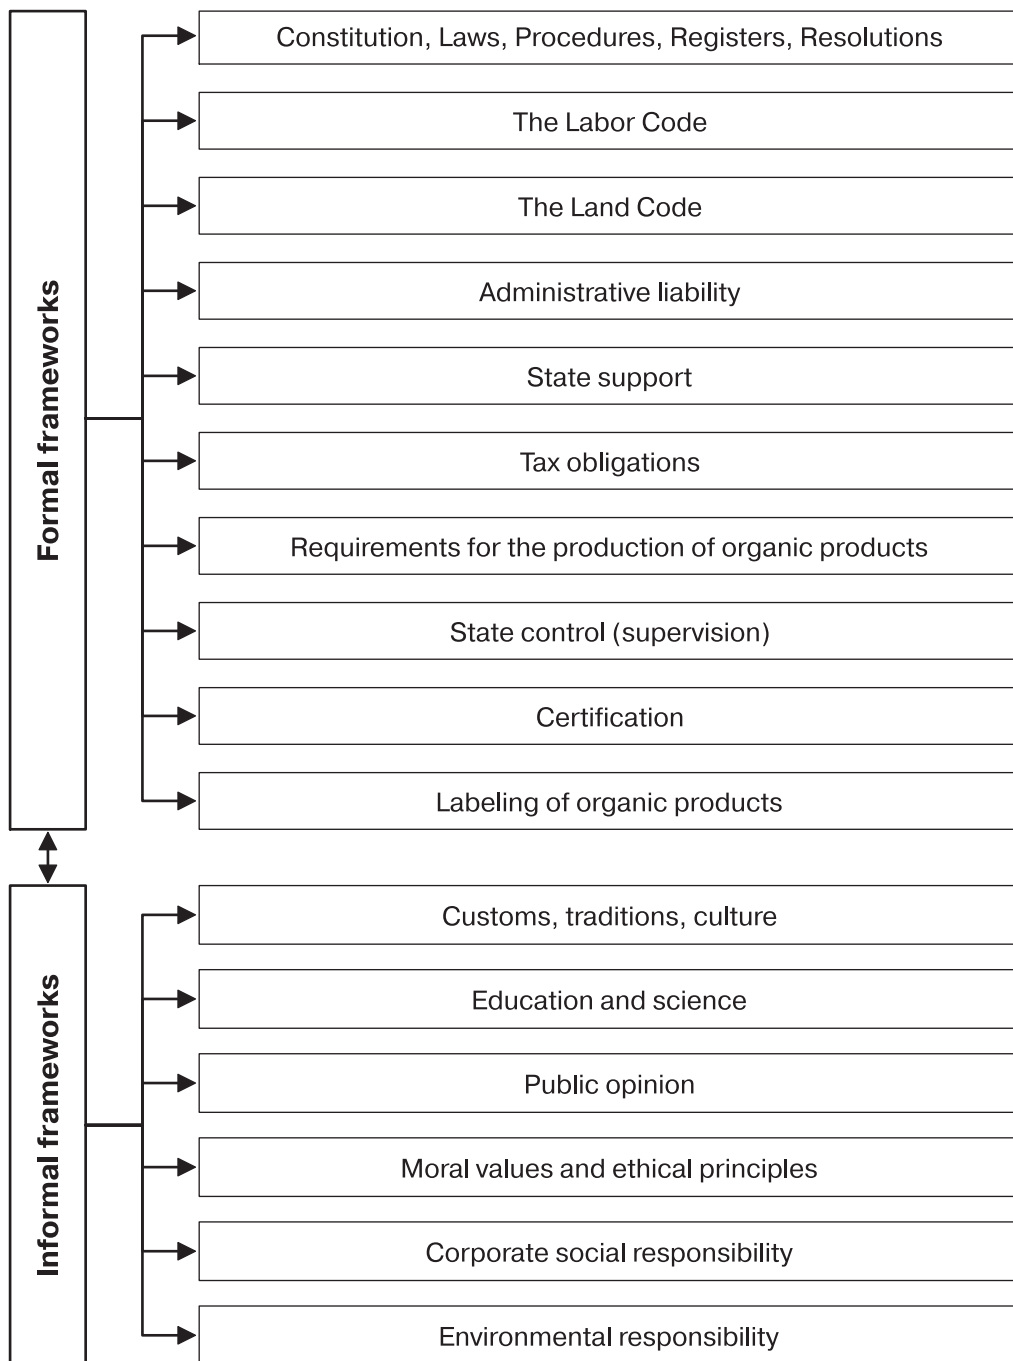 Formal frameworks
Constitution, Laws, Procedures, Registers, Resolutions
The Labor Code
The Land Code
Administrative liability
State support
Tax obligations
Requirements for the production of organic products
State control (supervision)
Certification
Labeling of organic products
Informal frameworks
Customs, traditions, culture
Education and science
Public opinion
Moral values and ethical principles
Corporate social responsibility
Environmental responsibility